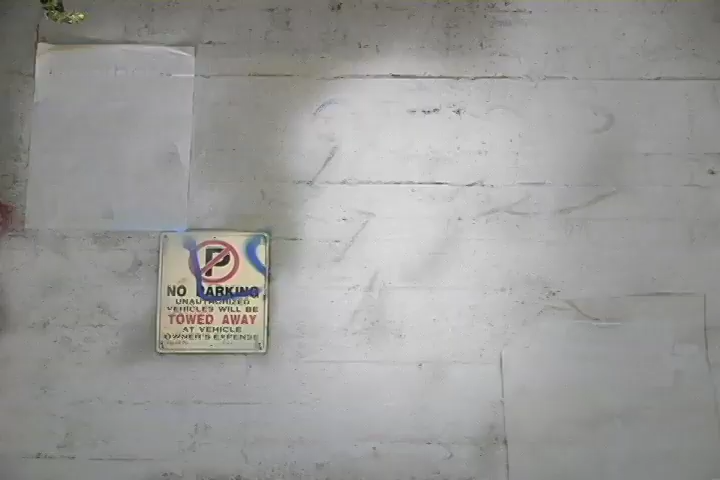 P
NO PARKING
UNAUTHORIZED
VEHICLES WILL BE
TOWED AWAY
AT VEHICLE
OWNER'S EXPENSE